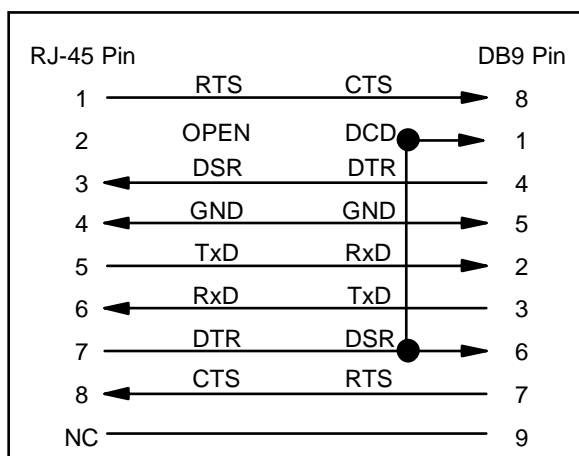 RJ-45 Pin DB9 Pin
1 RTS CTS 8
2 OPEN DCD 1
3 DSR DTR 4
4 GND GND 5
5 TxD RxD 2
6 RxD TxD 3
7 DTR DSR 6
8 CTS RTS 7
NC 9